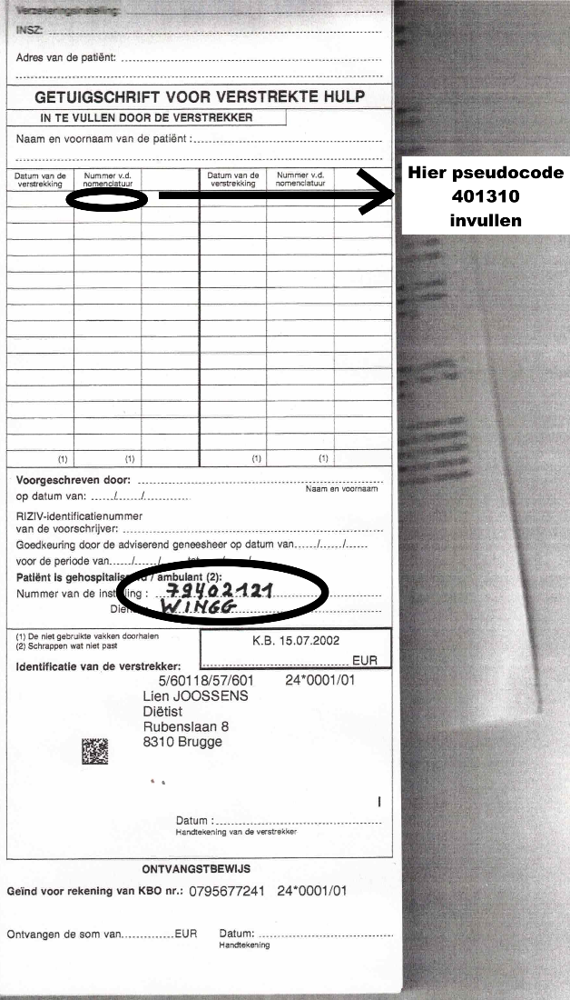 Verzekeringsinstelling:
INSZ:
Adres van de patiënt:
GETUIGSCHRIFT VOOR VERSTREKTE HULP
IN TE VULLEN DOOR DE VERSTREKKER
Naam en voornaam van de patiënt :
Datum van de verstrekking Nummer v.d. nomenclatuur Datum van de verstrekking Nummer v.d. nomenclatuur
Hier pseudocode
401310
invullen
(1) (1) (1) (1)
Voorgeschreven door:
Naam en voornaam
op datum van: ....../....../............
RIZIV-identificatienummer
van de voorschrijver:
Goedkeuring door de adviserend geneesheer op datum van....../....../......
voor de periode van....../....../...... tot ....../....../......
Patiënt is gehospitaliseerd / ambulant (2):
Nummer van de instelling : 79402121
Dienst: WINGG
(1) De niet gebruikte vakken doorhalen
(2) Schrappen wat niet past
K.B. 15.07.2002
EUR
Identificatie van de verstrekker:
5/60118/57/601 24*0001/01
Lien JOOSSENS
Diëtist
Rubenslaan 8
8310 Brugge
Datum :
Handtekening van de verstrekker
ONTVANGSTBEWIJS
Geïnd voor rekening van KBO nr.: 0795677241 24*0001/01
Ontvangen de som van.............EUR Datum:
Handtekening